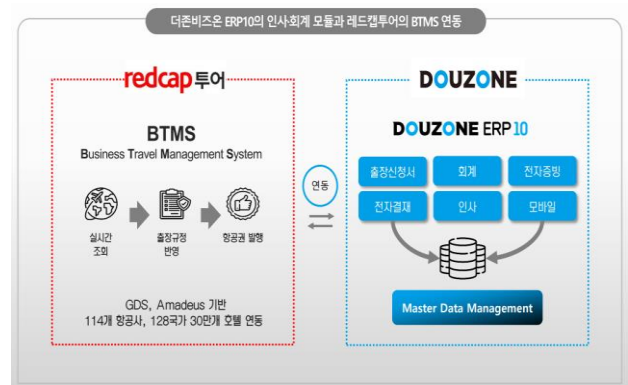 더존비즈온 ERP10의 인사·회계 모듈과 레드캡투어의 BTMS 연동
redcap투어
BTMS
Business Travel Management System
실시간
조회
출장규정
반영
항공권 발행
GDS, Amadeus 기반
114개 항공사, 128국가 30만개 호텔 연동
연동
DOUZONE
DOUZONE ERP 10
출장신청서
회계
전자증빙
전자결재
인사
모바일
Master Data Management